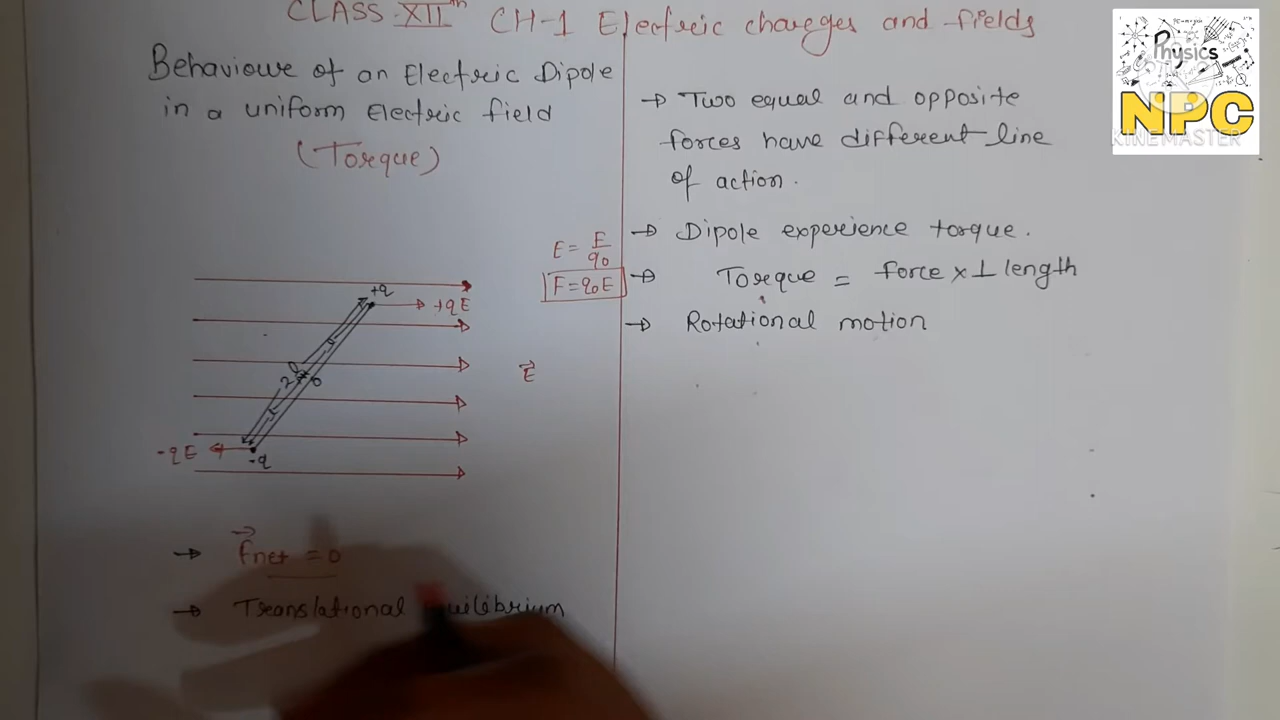 CLASS XIIth CH-1 Electric charges and fields
Behaviour of an Electric Dipole
in a uniform Electric field
(Torque)
+q
+qE
2l
o
-qE
-q
E = F/q0
F = q0E
E
→ Fnet = 0
→ Translational Equilibrium
→ Two equal and opposite
forces have different line
of action.
→ Dipole experience torque.
→ Torque = force × ⊥ length
→ Rotational motion
Physics
NPC
KINEMASTER